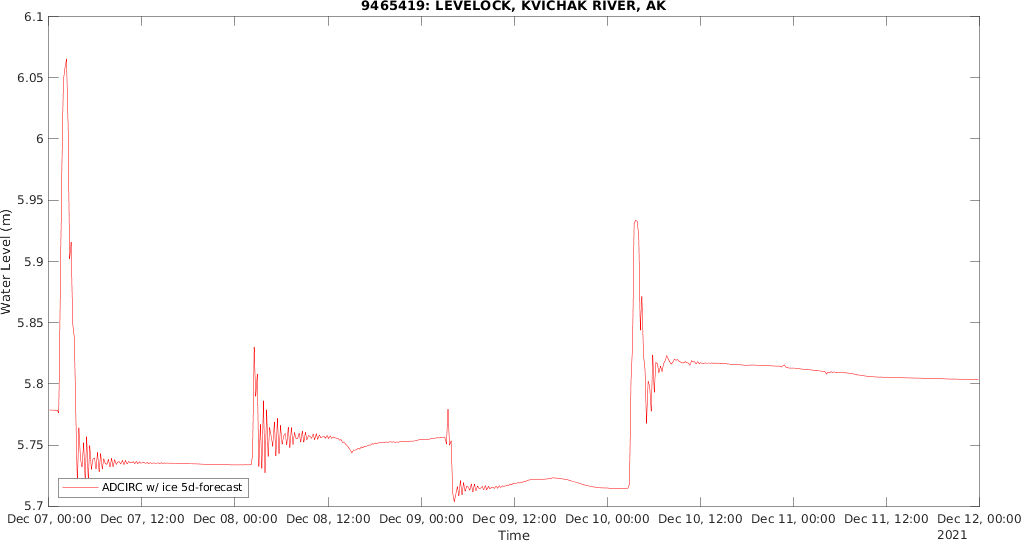 9465419: LEVELOCK, KVICHAK RIVER, AK
6.1
6.05
6
5.95
5.9
5.85
5.8
5.75
5.7
Water Level (m)
ADCIRC w/ ice 5d-forecast
Dec 07, 00:00 Dec 07, 12:00 Dec 08, 00:00 Dec 08, 12:00 Dec 09, 00:00 Dec 09, 12:00 Dec 10, 00:00 Dec 10, 12:00 Dec 11, 00:00 Dec 11, 12:00 Dec 12, 00:00
Time
2021